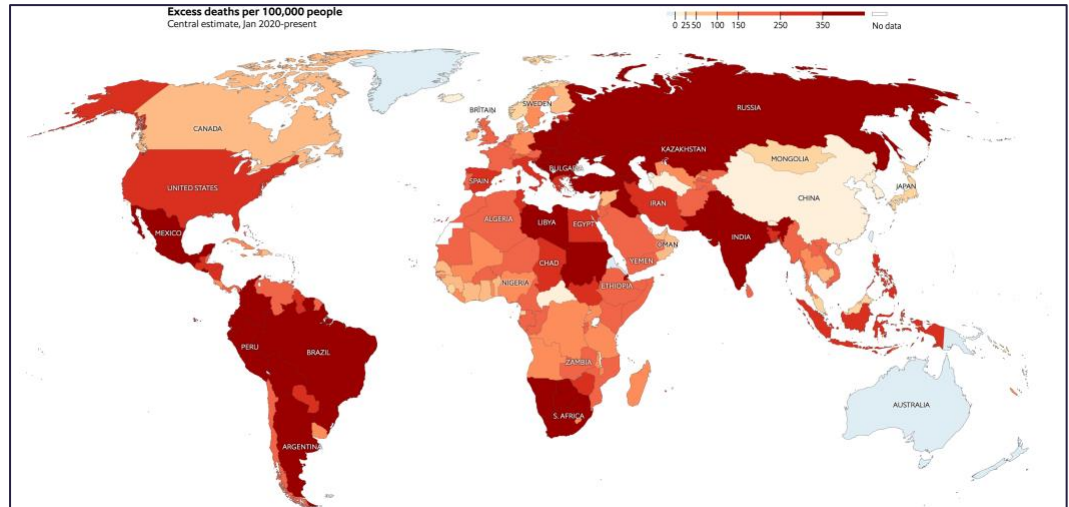 Excess deaths per 100,000 people
Central estimate, Jan 2020-present
0 25 50 100 150 250 350
No data
CANADA
UNITED STATES
MEXICO
PERU
BRAZIL
ARGENTINA
BRITAIN
SWEDEN
RUSSIA
KAZAKHSTAN
MONGOLIA
BULGARIA
SPAIN
CHINA
JAPAN
ALGERIA
LIBYA
EGYPT
IRAN
OMAN
INDIA
CHAD
YEMEN
NIGERIA
ETHIOPIA
ZAMBIA
S. AFRICA
AUSTRALIA